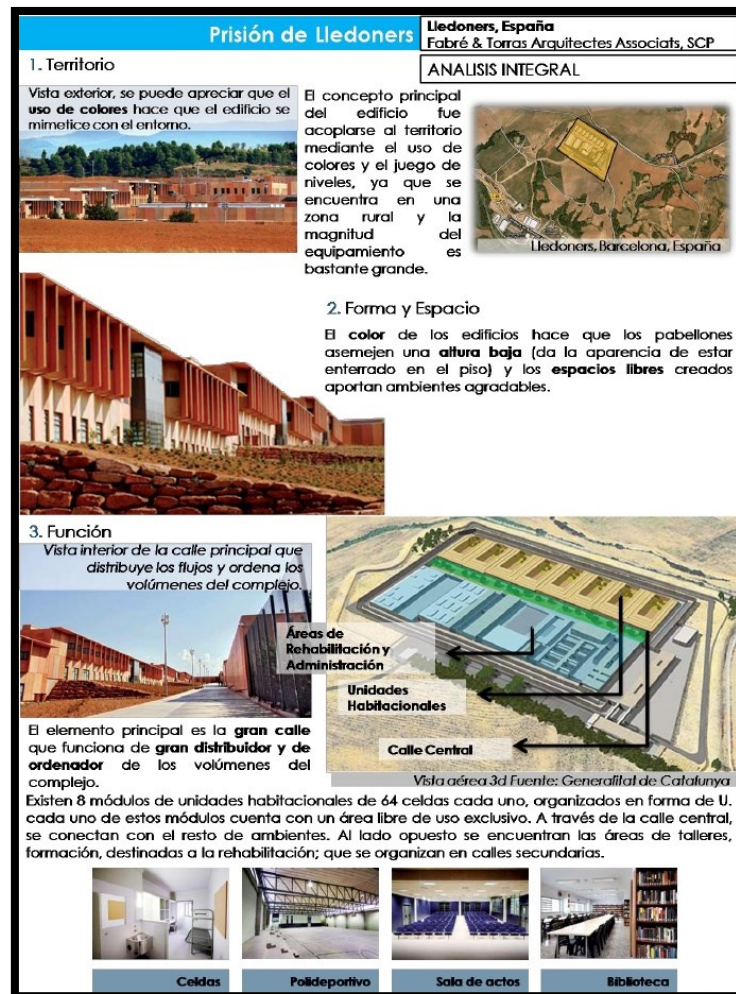 Prisión de Lledoners
Lledoners, España
Fabré & Torras Arquitectes Associats, SCP
ANALISIS INTEGRAL
1. Territorio
Vista exterior, se puede apreciar que el
uso de colores hace que el edificio se
mimetice con el entorno.
El concepto principal
del edificio fue
acoplarse al territorio
mediante el uso de
colores y el juego de
niveles, ya que se
encuentra en una
zona rural y la
magnitud del
equipamiento es
bastante grande.
Lledoners, Barcelona, España
2. Forma y Espacio
El color de los edificios hace que los pabellones
asemejen una altura baja (da la apariencia de estar
enterrado en el piso) y los espacios libres creados
aportan ambientes agradables.
3. Función
Vista interior de la calle principal que
distribuye los flujos y ordena los
volúmenes del complejo.
Áreas de
Rehabilitación y
Administración
Unidades
Habitacionales
Calle Central
Vista aérea 3d Fuente: Generalitat de Catalunya
El elemento principal es la gran calle
que funciona de gran distribuidor y de
ordenador de los volúmenes del
complejo.
Existen 8 módulos de unidades habitacionales de 64 celdas cada uno, organizados en forma de U.
cada uno de estos módulos cuenta con un área libre de uso exclusivo. A través de la calle central,
se conectan con el resto de ambientes. Al lado opuesto se encuentran las áreas de talleres,
formación, destinadas a la rehabilitación; que se organizan en calles secundarias.
Celdas
Polideportivo
Sala de actos
Biblioteca